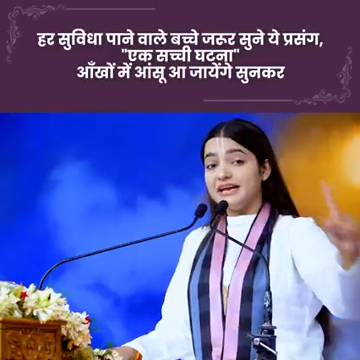 हर सुविधा पाने वाले बच्चे जरूर सुने ये प्रसंग,
"एक सच्ची घटना"
आँखों में आंसू आ जायेंगे सुनकर